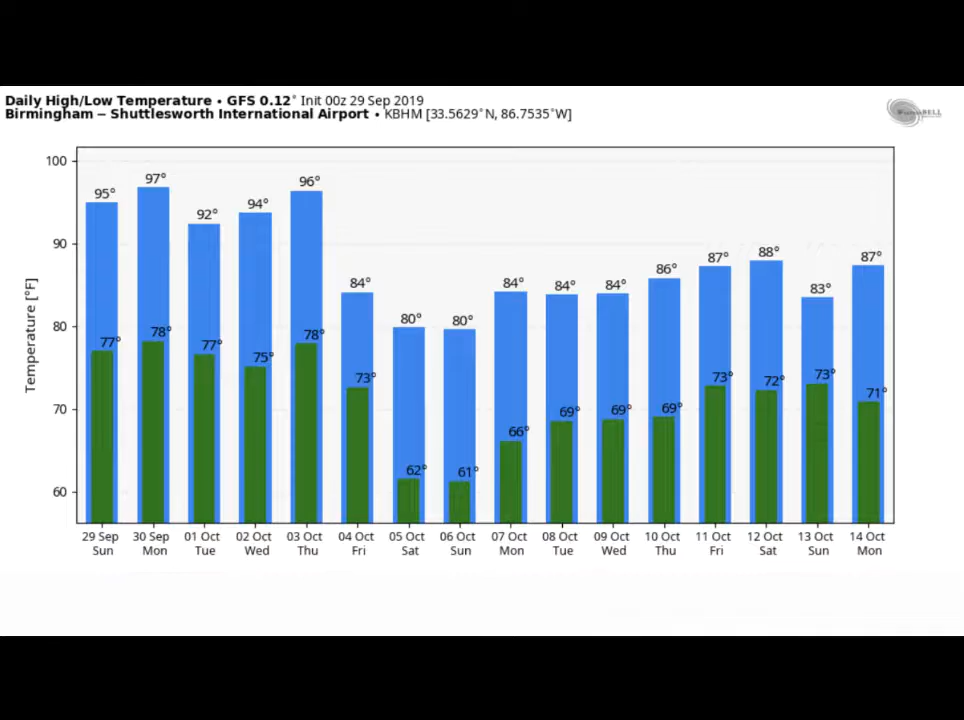 Daily High/Low Temperature • GFS 0.12° Init 00z 29 Sep 2019
Birmingham – Shuttlesworth International Airport • KBHM [33.5629°N, 86.7535°W]
Temperature [°F]
100
90
80
70
60
95° 97° 92° 94° 96° 84° 80° 80° 84° 84° 84° 86° 87° 88° 83° 87°
77° 78° 77° 75° 78° 73° 62° 61° 66° 69° 69° 69° 73° 72° 73° 71°
29 Sep 30 Sep 01 Oct 02 Oct 03 Oct 04 Oct 05 Oct 06 Oct 07 Oct 08 Oct 09 Oct 10 Oct 11 Oct 12 Oct 13 Oct 14 Oct
Sun Mon Tue Wed Thu Fri Sat Sun Mon Tue Wed Thu Fri Sat Sun Mon